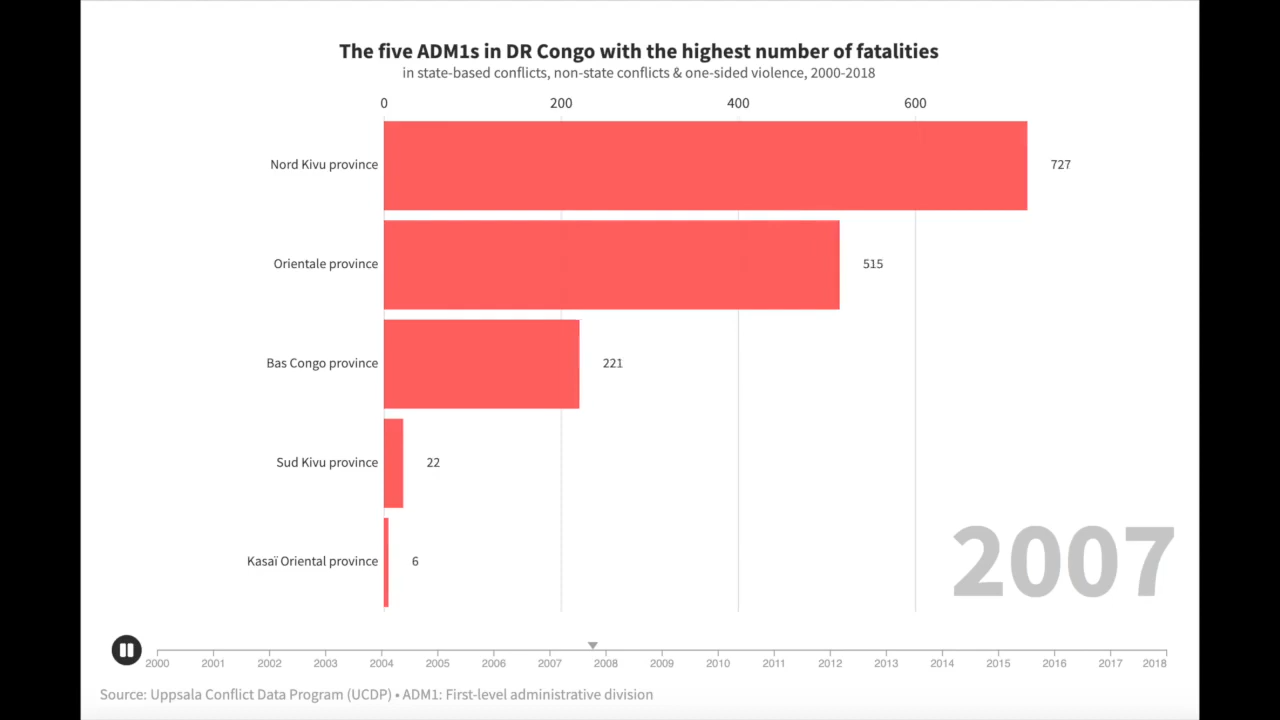 The five ADM1s in DR Congo with the highest number of fatalities
in state-based conflicts, non-state conflicts & one-sided violence, 2000-2018
0 200 400 600
Nord Kivu province 727
Orientale province 515
Bas Congo province 221
Sud Kivu province 22
Kasaï Oriental province 6
2007
2000 2001 2002 2003 2004 2005 2006 2007 2008 2009 2010 2011 2012 2013 2014 2015 2016 2017 2018
Source: Uppsala Conflict Data Program (UCDP) • ADM1: First-level administrative division